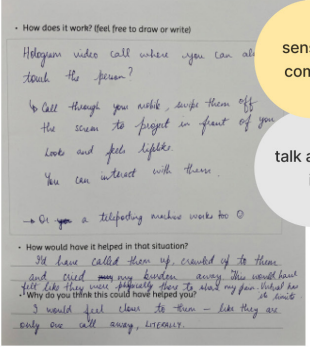 • How does it work? (feel free to draw or write)
Hologram video call where you can al
touch the person?
↳ Call through your mobile, swipe them off
the screen to project in front of you
Looks and feels lifelike.
You can interact with them.
→ Or a teleporting machine works too
• How would have it helped in that situation?
I'd have called them up, crawled up to them
and cried my burden away. This would have
felt like they were physically there to share my pain. Virtual has
its limits.
• Why do you think this could have helped you?
I would feel close to them – like they are
only one call away, LITERALLY.
sens
com
talk a